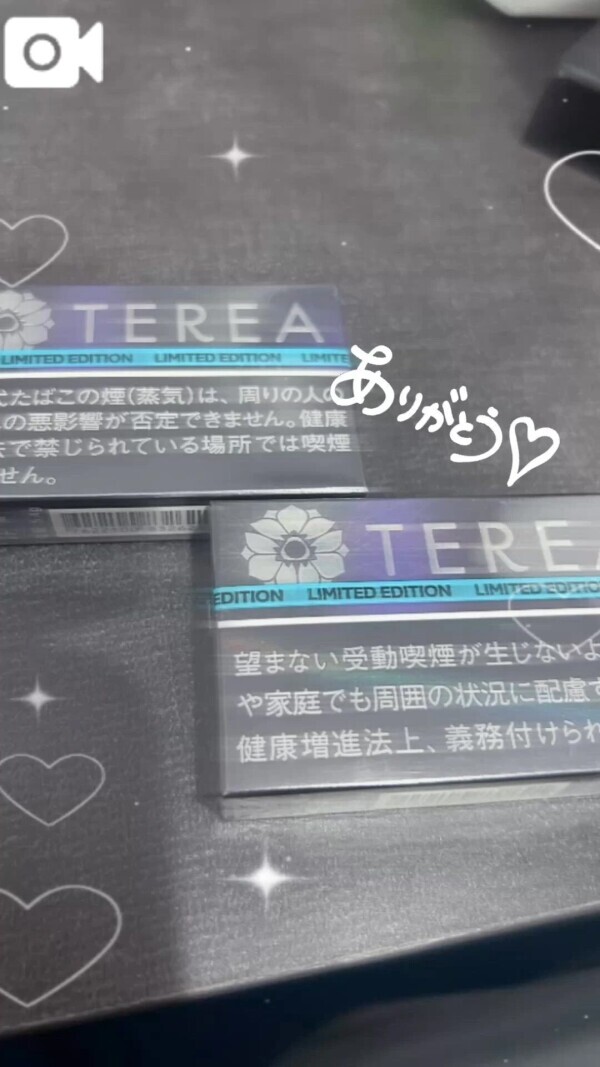 TEREA
LIMITED EDITION LIMITED EDITION LIMITE
たばこの煙(蒸気)は、周りの人の
の悪影響が否定できません。健康
で禁じられている場所では喫煙
せん。
ありがとう
TEREA
EDITION LIMITED EDITION LIMITED EDITIO
望まない受動喫煙が生じないよ
や家庭でも周囲の状況に配慮す
健康増進法上、義務付けられ